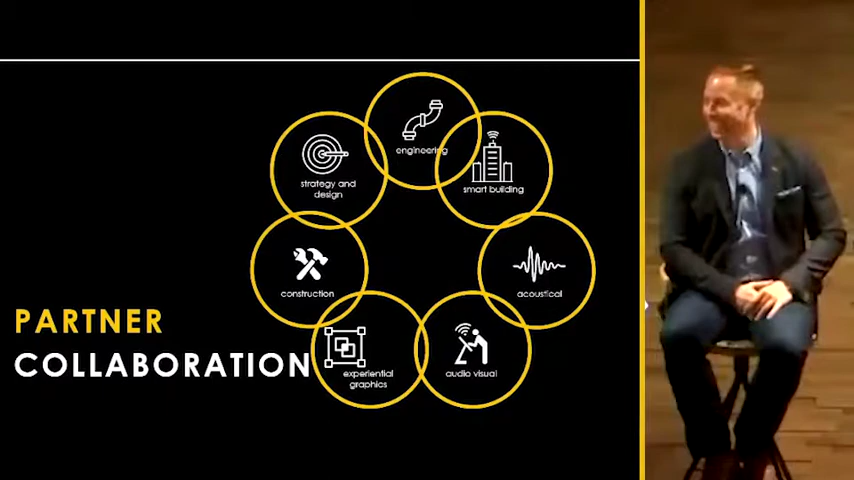 engineering
strategy and
design
smart building
construction
acoustical
PARTNER
COLLABORATION
experiential
graphics
audio visual